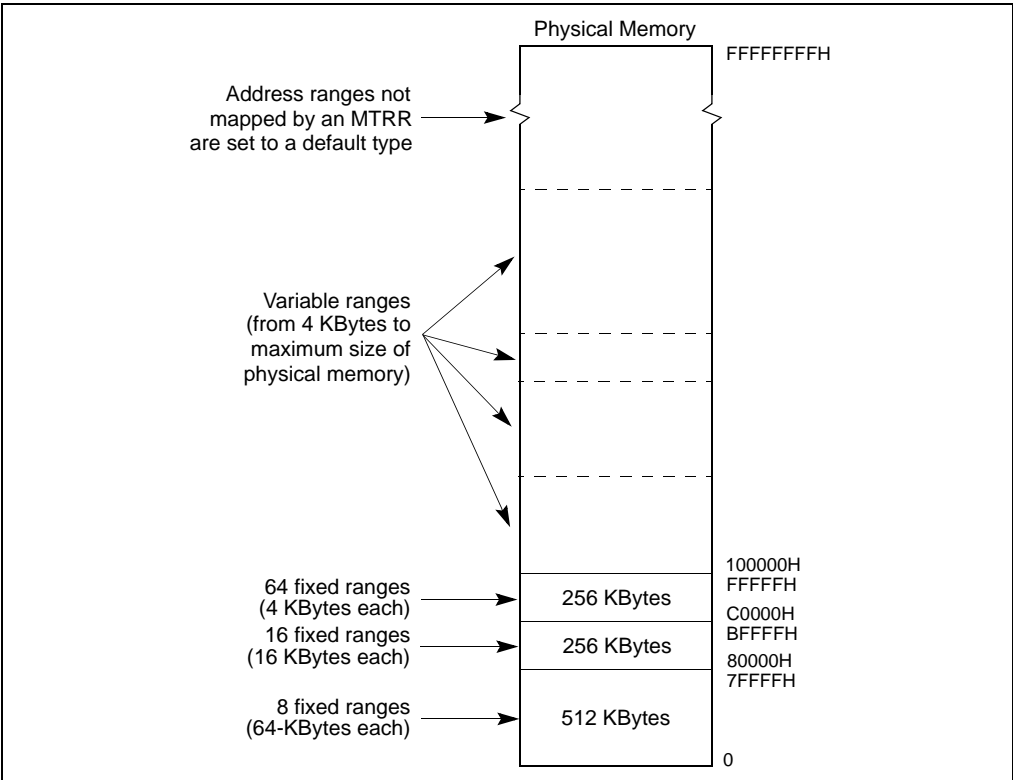 Physical Memory
FFFFFFFFH
Address ranges not
mapped by an MTRR
are set to a default type
Variable ranges
(from 4 KBytes to
maximum size of
physical memory)
100000H
FFFFFH
64 fixed ranges
(4 KBytes each)
256 KBytes
C0000H
BFFFFH
16 fixed ranges
(16 KBytes each)
256 KBytes
80000H
7FFFFH
8 fixed ranges
(64-KBytes each)
512 KBytes
0